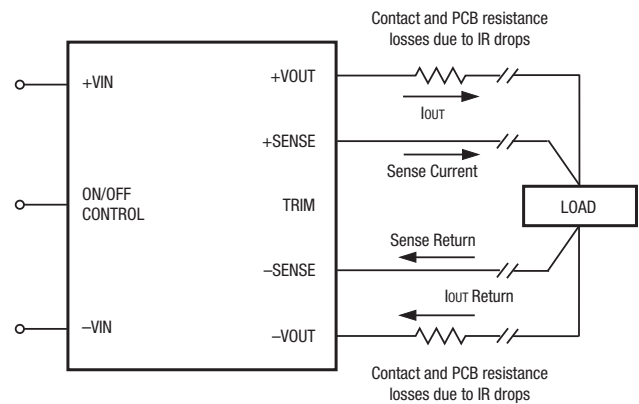 Contact and PCB resistance
losses due to IR drops
+VIN
+VOUT
IOUT
+SENSE
Sense Current
ON/OFF
CONTROL
TRIM
LOAD
Sense Return
–SENSE
IOUT Return
–VIN
–VOUT
Contact and PCB resistance
losses due to IR drops